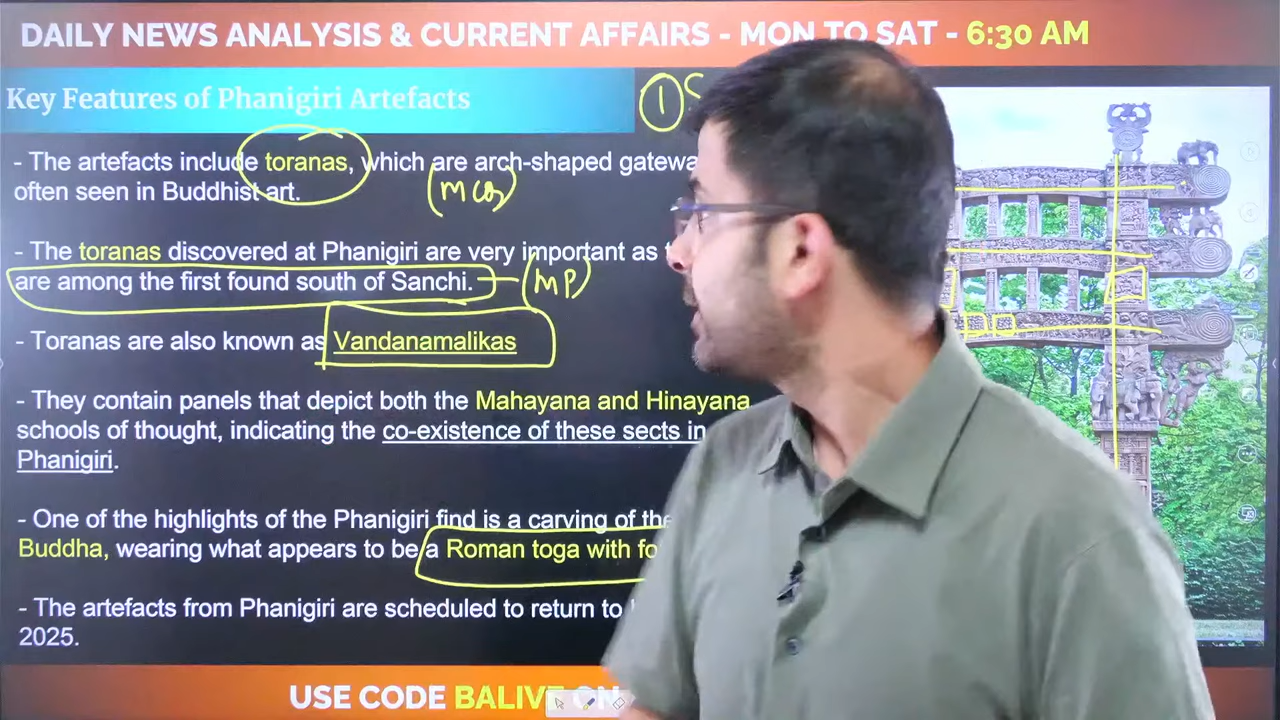 DAILY NEWS ANALYSIS & CURRENT AFFAIRS - MON TO SAT - 6:30 AM
Key Features of Phanigiri Artefacts
①
- The artefacts include toranas, which are arch-shaped gatewa
often seen in Buddhist art.
(MCQ)
- The toranas discovered at Phanigiri are very important as t
are among the first found south of Sanchi.
(MP)
- Toranas are also known as Vandanamalikas
- They contain panels that depict both the Mahayana and Hinayana
schools of thought, indicating the co-existence of these sects in
Phanigiri.
- One of the highlights of the Phanigiri find is a carving of the
Buddha, wearing what appears to be a Roman toga with fo
- The artefacts from Phanigiri are scheduled to return to
2025.
USE CODE BALIVE ON